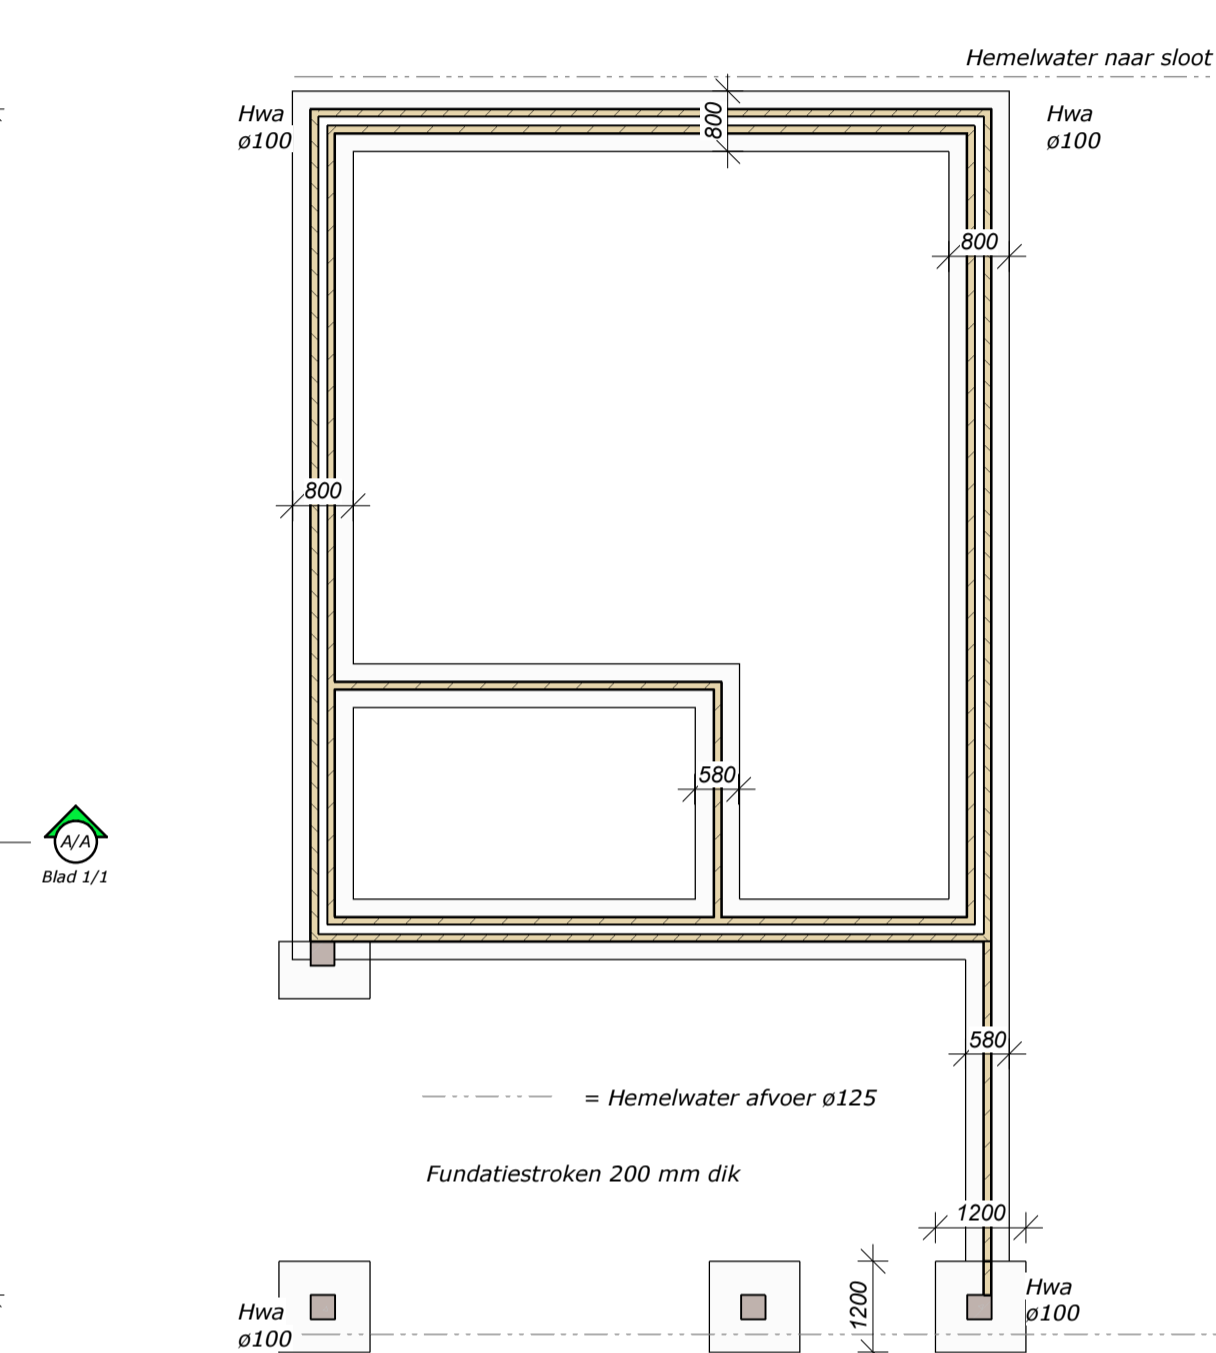 Hemelwater naar sloot
Hwa
ø100
800
Hwa
ø100
800
800
580
A/A
Blad 1/1
580
= Hemelwater afvoer ø125
Fundatiestroken 200 mm dik
1200
1200
Hwa
ø100
Hwa
ø100